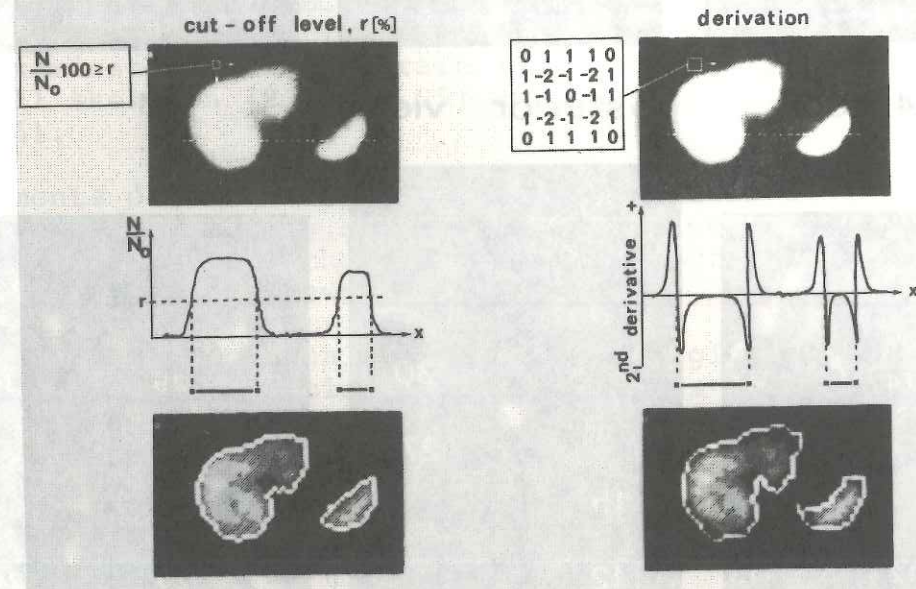 cut-off level, r[%]
derivation
N/N₀ 100 ≥ r
0 1 1 1 0
1 -2 -1 -2 1
1 -1 0 -1 1
1 -2 -1 -2 1
0 1 1 1 0
N/N₀
r
x
+
2nd derivative
-
x